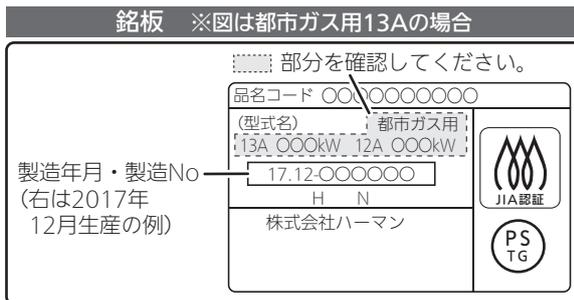 銘板 ※図は都市ガス用13Aの場合
部分を確認してください。
品名コード 〇〇〇〇〇〇〇〇〇〇
(型式名) 都市ガス用
13A 〇〇〇kW 12A 〇〇〇kW
製造年月・製造No
(右は2017年
12月生産の例)
17.12-〇〇〇〇〇〇
H N
株式会社ハーマン
JIA認証
PS
TG